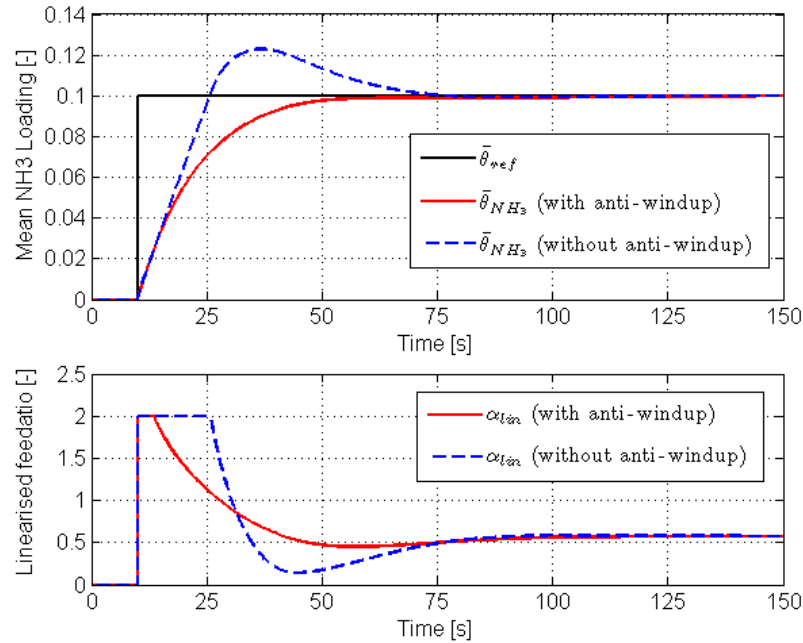 0.14
0.12
0.1
0.08
0.06
0.04
0.02
0
Mean NH3 Loading [-]
θ̄ref
θ̄NH₃ (with anti-windup)
θ̄NH₃ (without anti-windup)
0 25 50 75 100 125 150
Time [s]
2.5
2
1.5
1
0.5
0
Linearised feedatio [-]
αlin (with anti-windup)
αlin (without anti-windup)
0 25 50 75 100 125 150
Time [s]